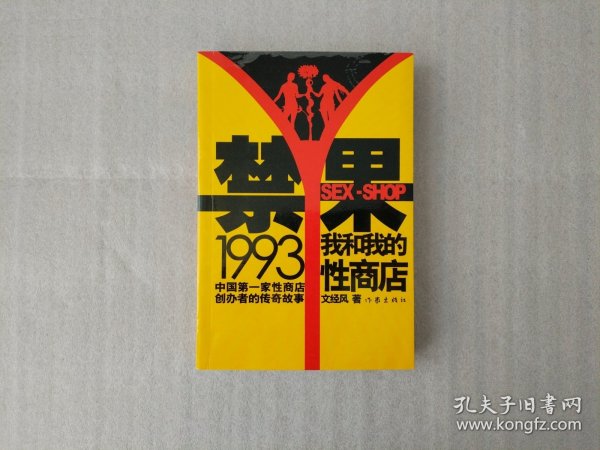 禁果
SEX-SHOP
1993
我和我的
性商店
中国第一家性商店
创办者的传奇故事
文经风 著
作家出版社
孔夫子旧书网
www.kongfz.com